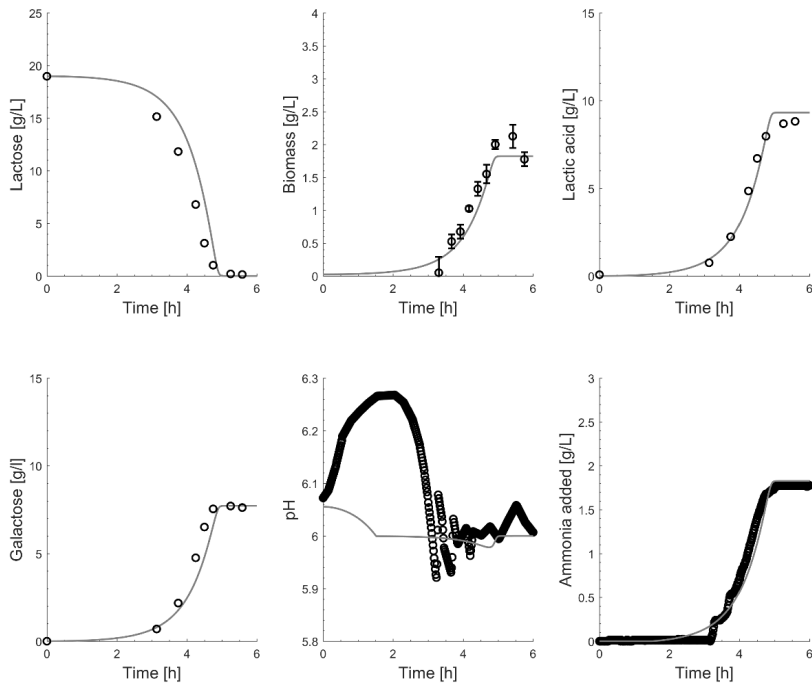 25
20
15
10
5
0
0 2 4 6
Lactose [g/L]
Time [h]
4
3.5
3
2.5
2
1.5
1
0.5
0
0 2 4 6
Biomass [g/L]
Time [h]
15
10
5
0
0 2 4 6
Lactic acid [g/L]
Time [h]
15
10
5
0
0 2 4 6
Galactose [g/l]
Time [h]
6.3
6.2
6.1
6
5.9
5.8
0 2 4 6
pH
Time [h]
3
2.5
2
1.5
1
0.5
0
0 2 4 6
Ammonia added [g/L]
Time [h]